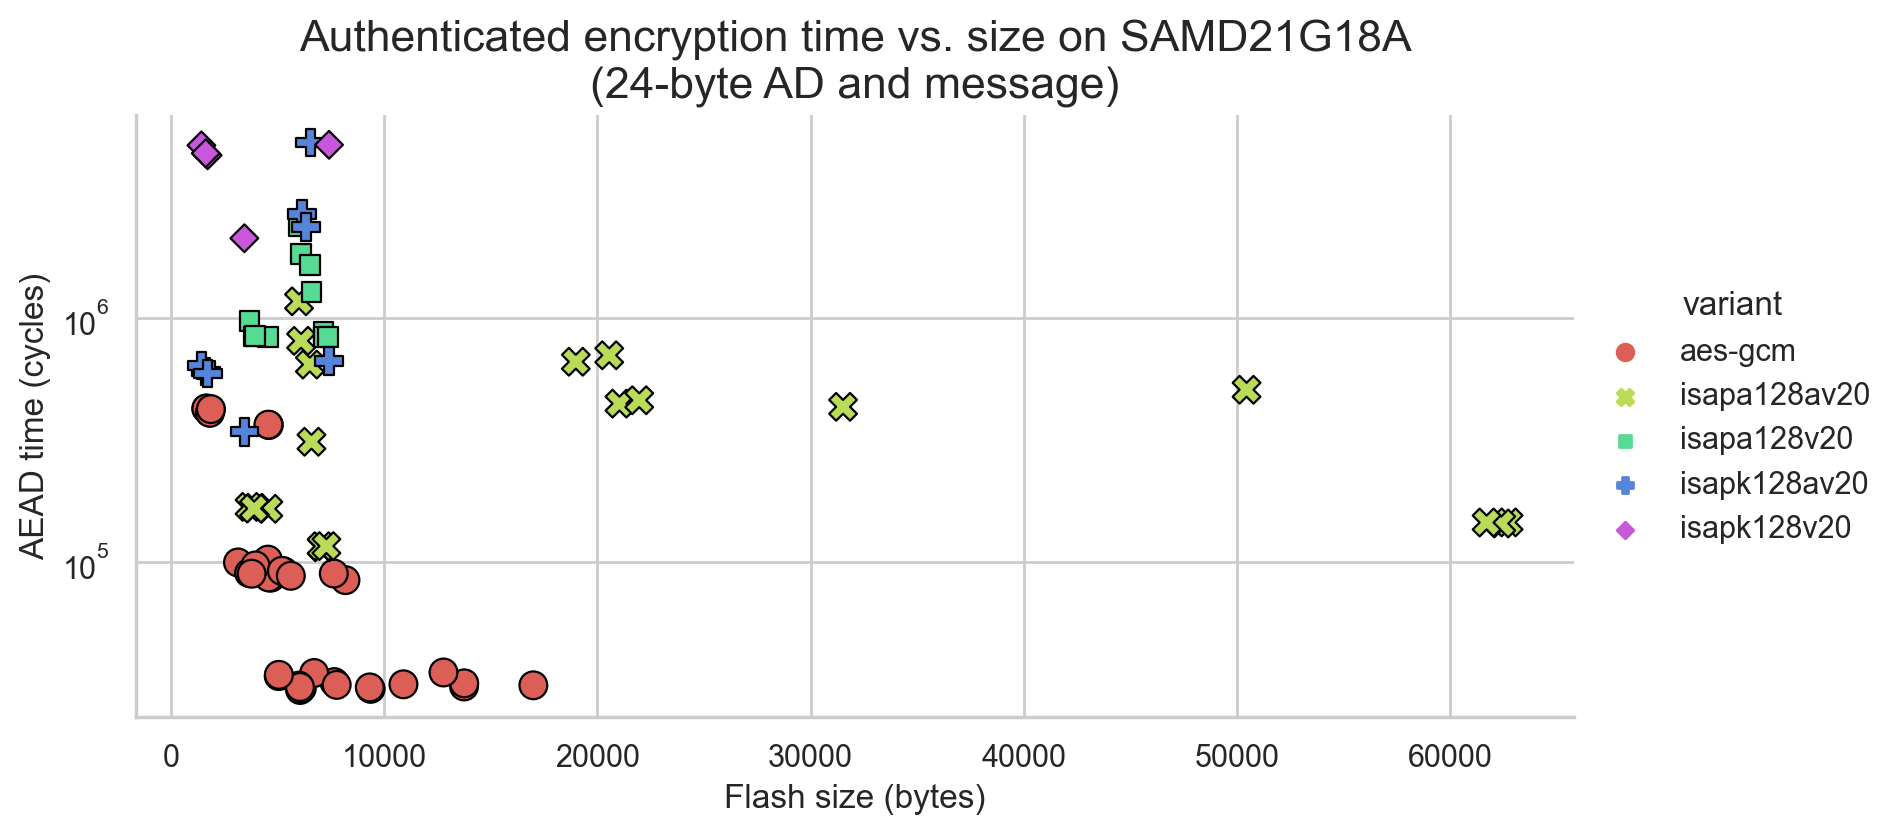 Authenticated encryption time vs. size on SAMD21G18A
(24-byte AD and message)
AEAD time (cycles)
10^6
10^5
0 10000 20000 30000 40000 50000 60000
Flash size (bytes)
variant
aes-gcm
isapa128av20
isapa128v20
isapk128av20
isapk128v20